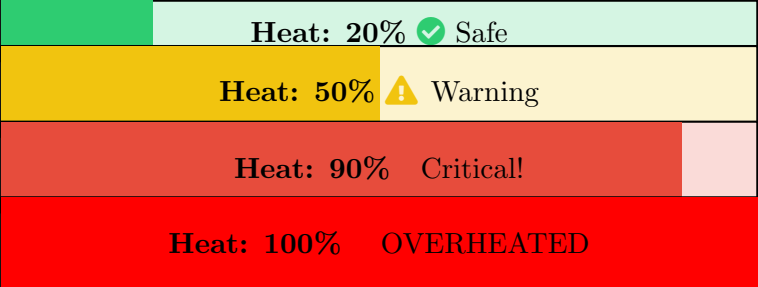 Heat: 20% Safe
Heat: 50% Warning
Heat: 90% Critical!
Heat: 100% OVERHEATED